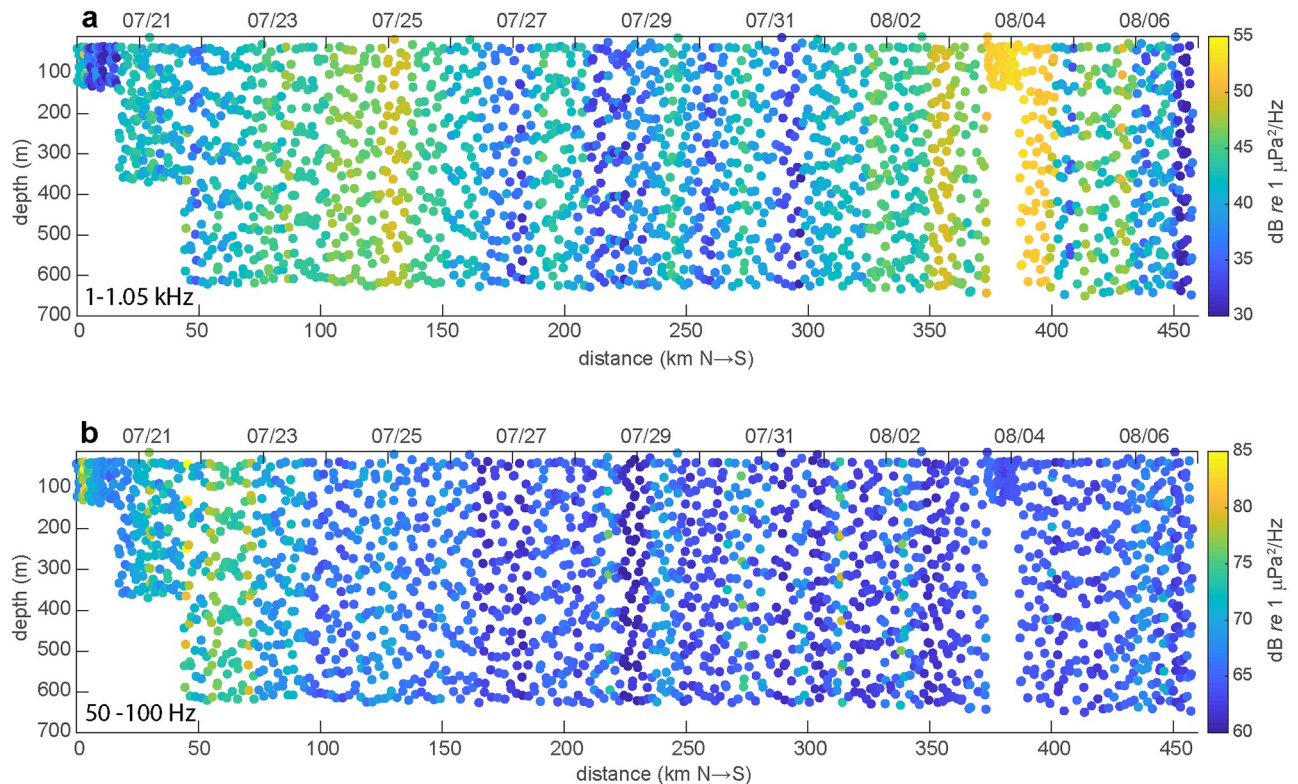 a
07/21 07/23 07/25 07/27 07/29 07/31 08/02 08/04 08/06
55
50
45
40
35
30
dB re 1 μPa²/Hz
100
200
300
400
500
600
700
depth (m)
1-1.05 kHz
0 50 100 150 200 250 300 350 400 450
distance (km N→S)
b
07/21 07/23 07/25 07/27 07/29 07/31 08/02 08/04 08/06
85
80
75
70
65
60
dB re 1 μPa²/Hz
100
200
300
400
500
600
700
depth (m)
50 -100 Hz
0 50 100 150 200 250 300 350 400 450
distance (km N→S)